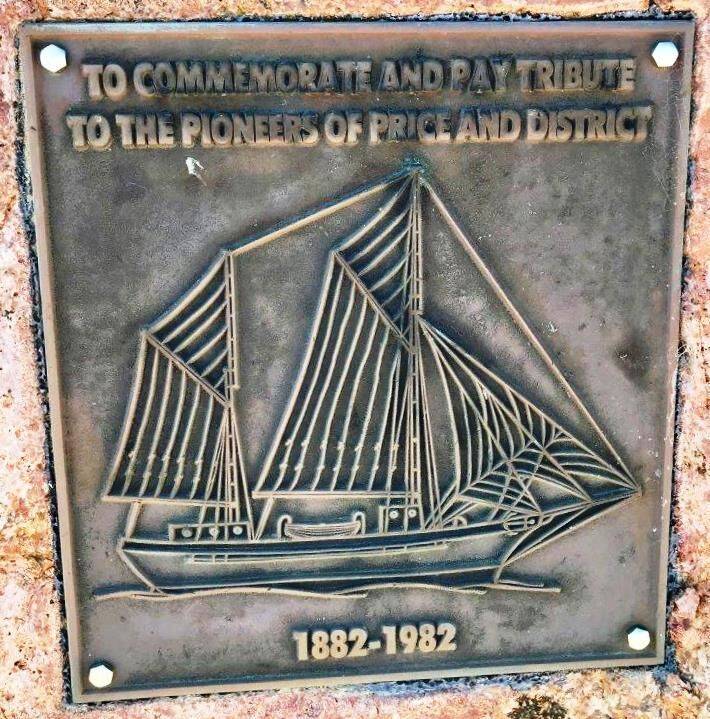 TO COMMEMORATE AND PAY TRIBUTE
TO THE PIONEERS OF PRICE AND DISTRICT
1882-1982